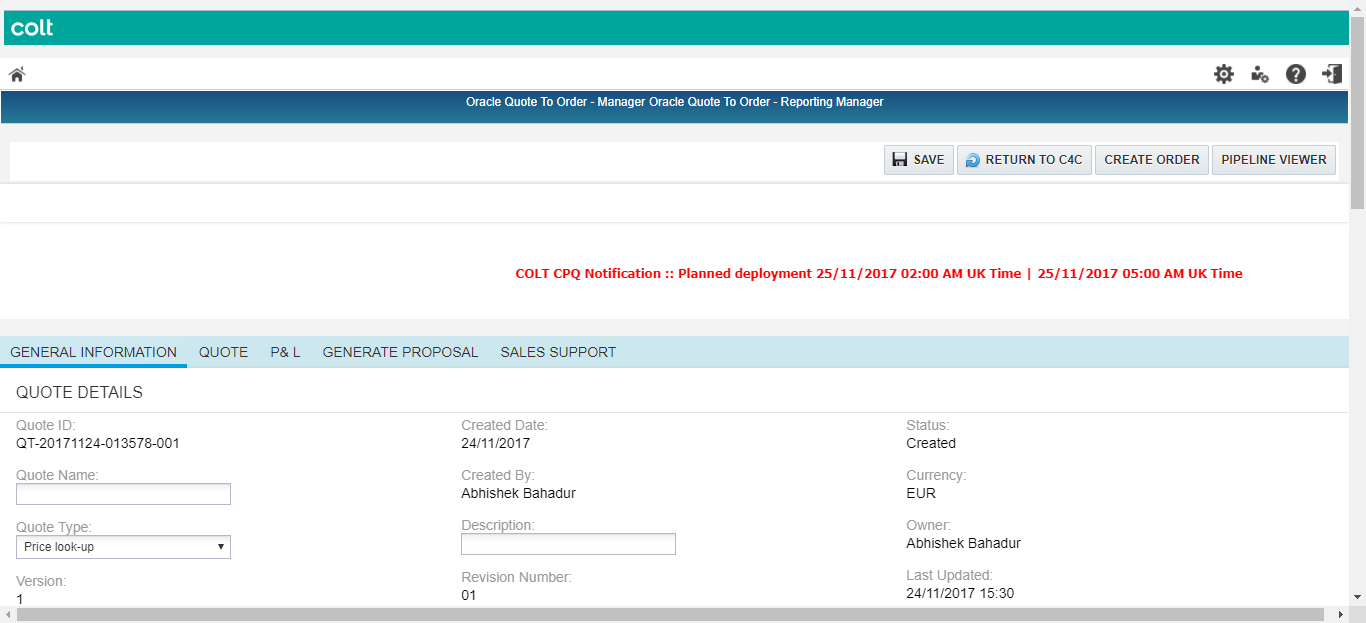 colt
Oracle Quote To Order - Manager Oracle Quote To Order - Reporting Manager
SAVE RETURN TO C4C CREATE ORDER PIPELINE VIEWER
COLT CPQ Notification :: Planned deployment 25/11/2017 02:00 AM UK Time | 25/11/2017 05:00 AM UK Time
GENERAL INFORMATION QUOTE P& L GENERATE PROPOSAL SALES SUPPORT
QUOTE DETAILS
Quote ID: Created Date: Status:
QT-20171124-013578-001 24/11/2017 Created
Quote Name: Created By: Currency:
Abhishek Bahadur EUR
Quote Type: Description: Owner:
Price look-up Abhishek Bahadur
Version: Revision Number: Last Updated:
1 01 24/11/2017 15:30